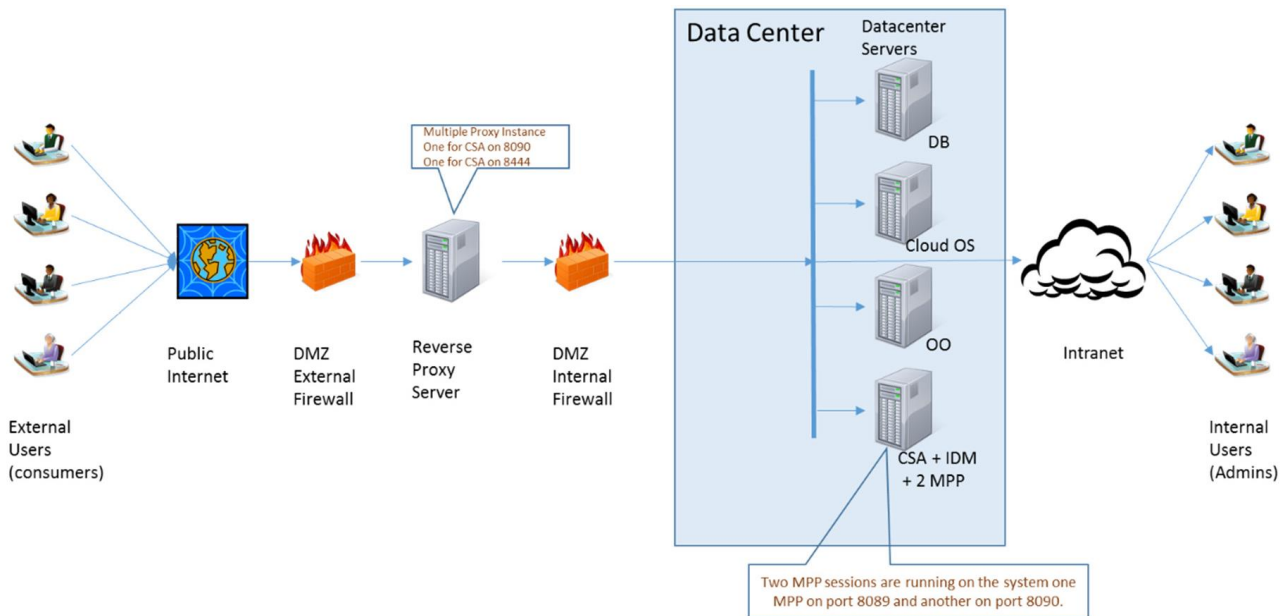 Data Center
Datacenter
Servers
Multiple Proxy Instance
One for CSA on 8090
One for CSA on 8444
DB
Cloud OS
OO
CSA + IDM
+ 2 MPP
Public
Internet
DMZ
External
Firewall
Reverse
Proxy
Server
DMZ
Internal
Firewall
Intranet
External
Users
(consumers)
Internal
Users
(Admins)
Two MPP sessions are running on the system one
MPP on port 8089 and another on port 8090.